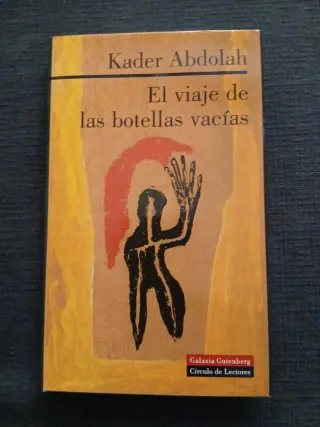 Kader Abdolah
El viaje de
las botellas vacías
Galaxia Gutenberg
Círculo de Lectores